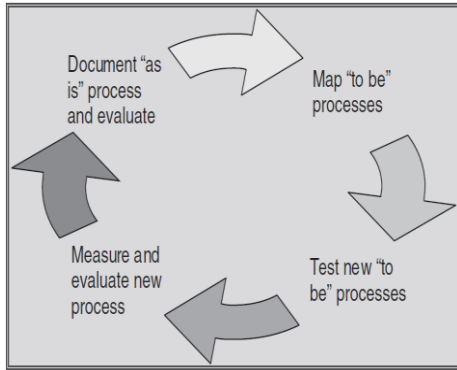 Document “as
is” process
and evaluate
Map “to be”
processes
Test new “to
be” processes
Measure and
evaluate new
process